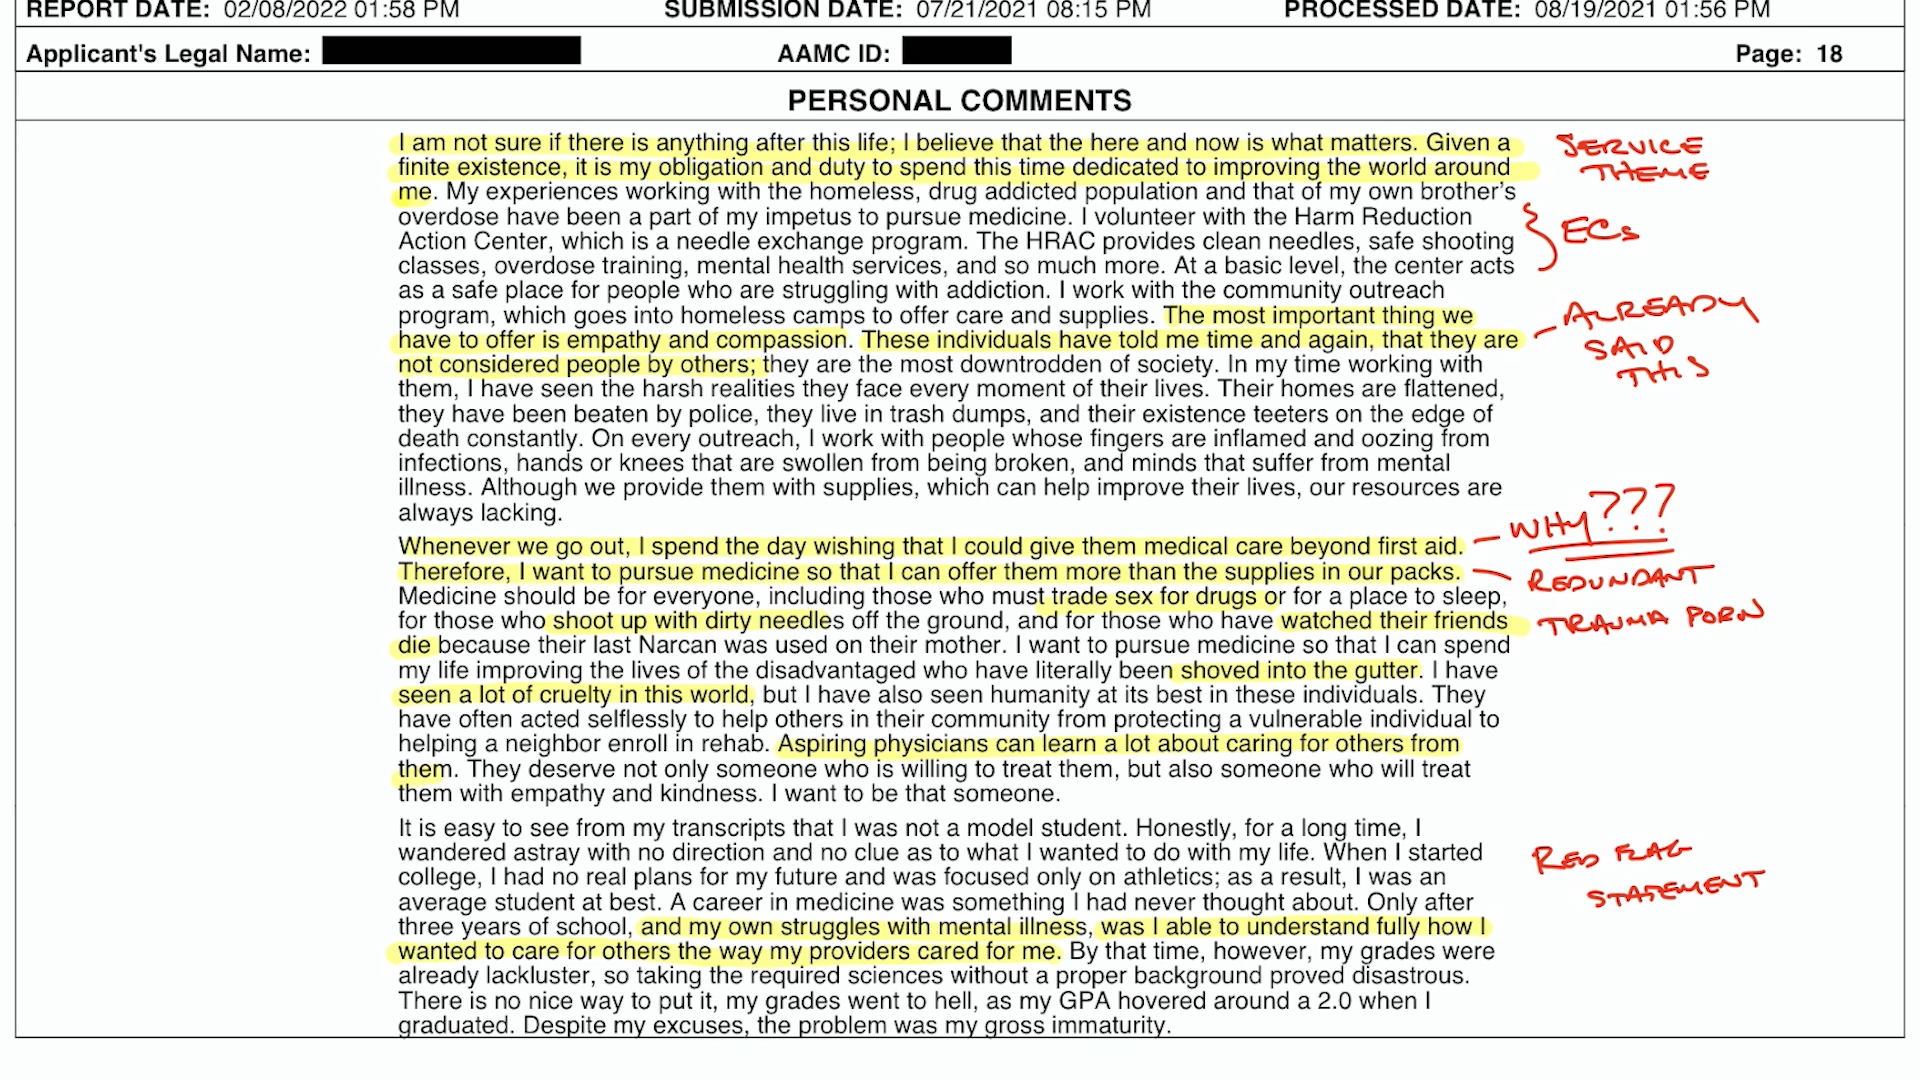 REPORT DATE: 02/08/2022 01:58 PM SUBMISSION DATE: 07/21/2021 08:15 PM PROCESSED DATE: 08/19/2021 01:56 PM
Applicant's Legal Name: AAMC ID: Page: 18
PERSONAL COMMENTS
I am not sure if there is anything after this life; I believe that the here and now is what matters. Given a
finite existence, it is my obligation and duty to spend this time dedicated to improving the world around
me. My experiences working with the homeless, drug addicted population and that of my own brother's
overdose have been a part of my impetus to pursue medicine. I volunteer with the Harm Reduction
Action Center, which is a needle exchange program. The HRAC provides clean needles, safe shooting
classes, overdose training, mental health services, and so much more. At a basic level, the center acts
as a safe place for people who are struggling with addiction. I work with the community outreach
program, which goes into homeless camps to offer care and supplies. The most important thing we
have to offer is empathy and compassion. These individuals have told me time and again, that they are
not considered people by others; they are the most downtrodden of society. In my time working with
them, I have seen the harsh realities they face every moment of their lives. Their homes are flattened,
they have been beaten by police, they live in trash dumps, and their existence teeters on the edge of
death constantly. On every outreach, I work with people whose fingers are inflamed and oozing from
infections, hands or knees that are swollen from being broken, and minds that suffer from mental
illness. Although we provide them with supplies, which can help improve their lives, our resources are
always lacking.
Whenever we go out, I spend the day wishing that I could give them medical care beyond first aid.
Therefore, I want to pursue medicine so that I can offer them more than the supplies in our packs.
Medicine should be for everyone, including those who must trade sex for drugs or for a place to sleep,
for those who shoot up with dirty needles off the ground, and for those who have watched their friends
die because their last Narcan was used on their mother. I want to pursue medicine so that I can spend
my life improving the lives of the disadvantaged who have literally been shoved into the gutter. I have
seen a lot of cruelty in this world, but I have also seen humanity at its best in these individuals. They
have often acted selflessly to help others in their community from protecting a vulnerable individual to
helping a neighbor enroll in rehab. Aspiring physicians can learn a lot about caring for others from
them. They deserve not only someone who is willing to treat them, but also someone who will treat
them with empathy and kindness. I want to be that someone.
It is easy to see from my transcripts that I was not a model student. Honestly, for a long time, I
wandered astray with no direction and no clue as to what I wanted to do with my life. When I started
college, I had no real plans for my future and was focused only on athletics; as a result, I was an
average student at best. A career in medicine was something I had never thought about. Only after
three years of school, and my own struggles with mental illness, was I able to understand fully how I
wanted to care for others the way my providers cared for me. By that time, however, my grades were
already lackluster, so taking the required sciences without a proper background proved disastrous.
There is no nice way to put it, my grades went to hell, as my GPA hovered around a 2.0 when I
graduated. Despite my excuses, the problem was my gross immaturity.
SERVICE
THEME
ECs
ALREADY
SAID
THIS
WHY???
REDUNDANT
TRAUMA PORN
RED FLAG
STATEMENT